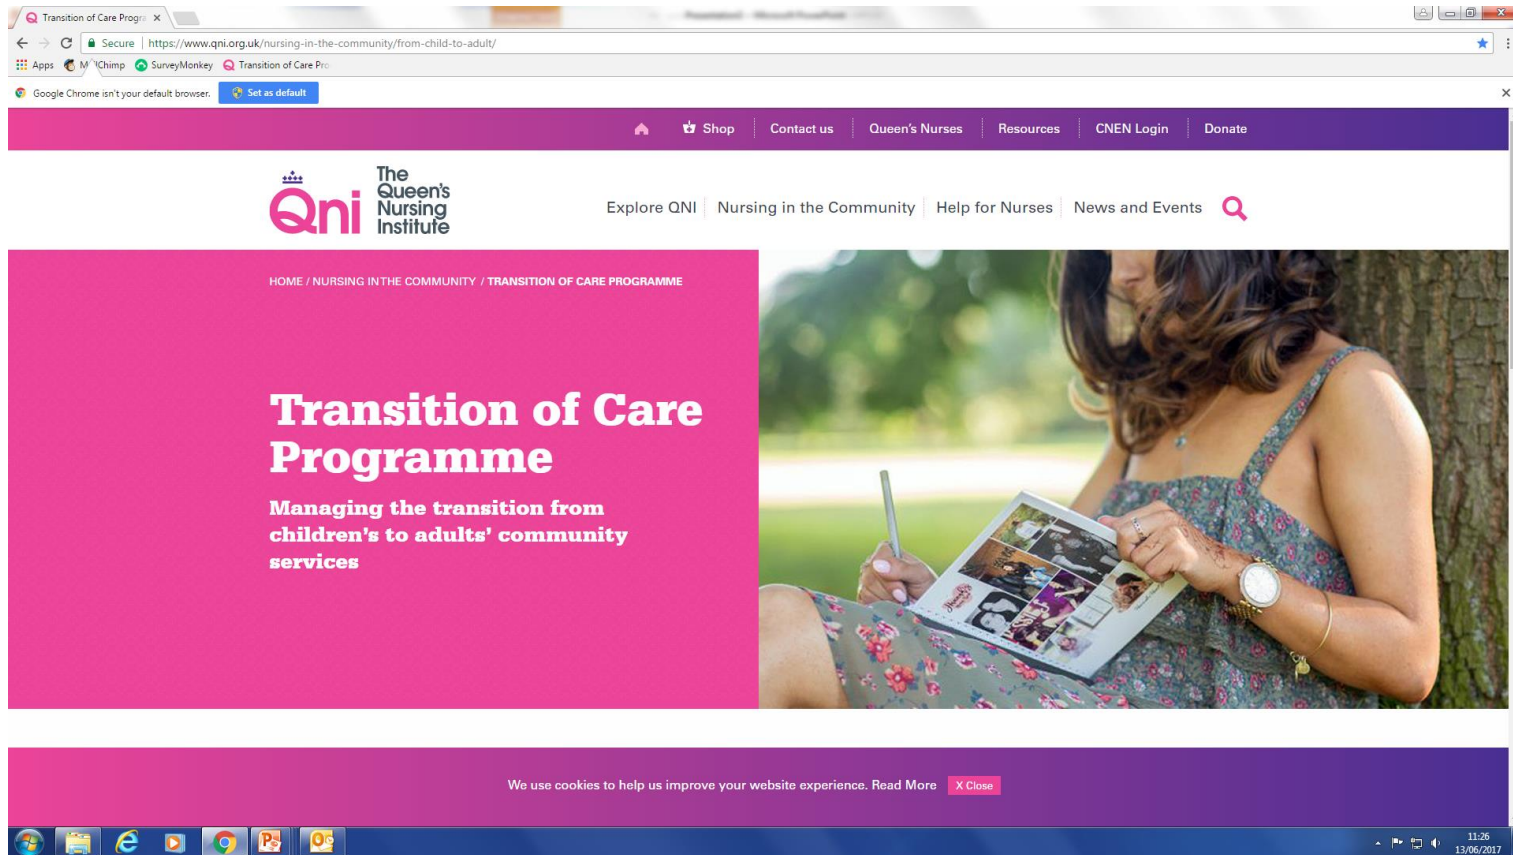 Transition of Care Progra
Secure https://www.qni.org.uk/nursing-in-the-community/from-child-to-adult/
Apps Chimp SurveyMonkey Transition of Care Pro
Google Chrome isn't your default browser. Set as default
Shop Contact us Queen's Nurses Resources CNEN Login Donate
Qni
The
Queen's
Nursing
Institute
Explore QNI Nursing in the Community Help for Nurses News and Events
HOME / NURSING IN THE COMMUNITY / TRANSITION OF CARE PROGRAMME
Transition of Care
Programme
Managing the transition from
children's to adults' community
services
We use cookies to help us improve your website experience. Read More X Close
11:26
13/06/2017